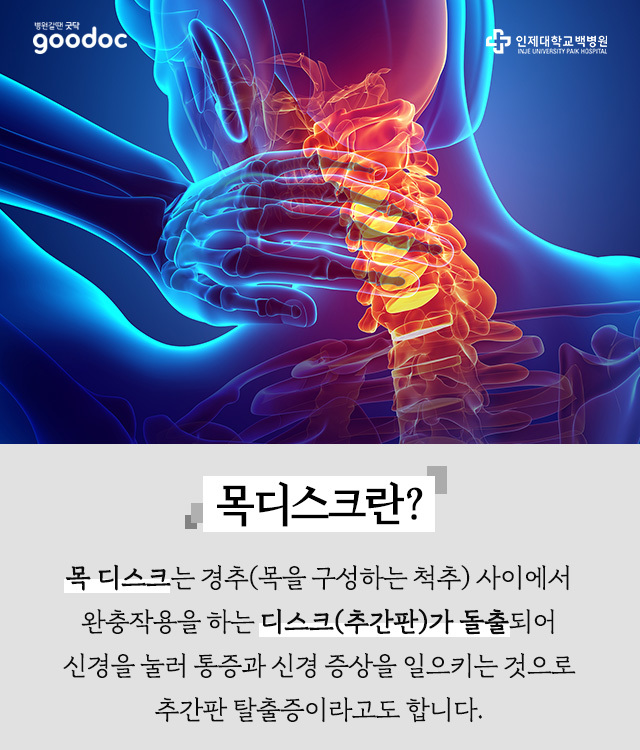 병원갈땐 굿닥
goodoc
인제대학교백병원
INJE UNIVERSITY PAIK HOSPITAL
목디스크란?
목 디스크는 경추(목을 구성하는 척추) 사이에서
완충작용을 하는 디스크(추간판)가 돌출되어
신경을 눌러 통증과 신경 증상을 일으키는 것으로
추간판 탈출증이라고도 합니다.